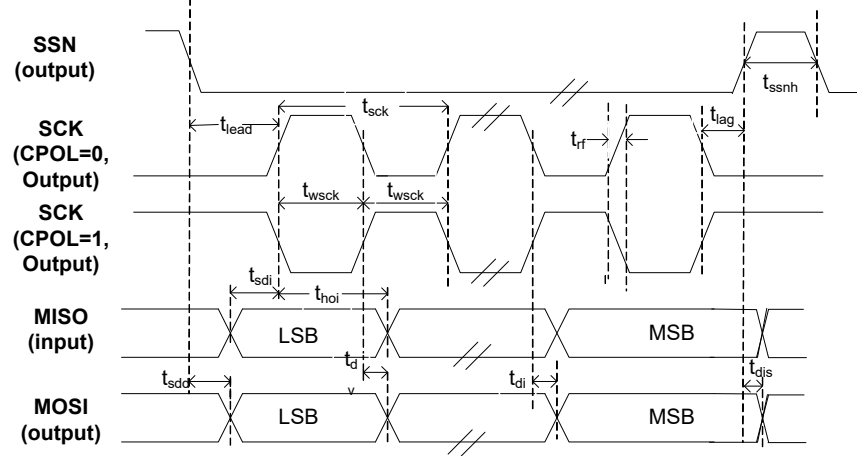 SSN
(output)
t_ssnh
SCK
(CPOL=0,
Output)
t_lead
t_sck
t_rf
t_lag
t_wsck t_wsck
SCK
(CPOL=1,
Output)
t_sdi
t_hoi
MISO
(input)
LSB
MSB
t_sdd
t_d
v
t_di
t_dis
MOSI
(output)
LSB
MSB